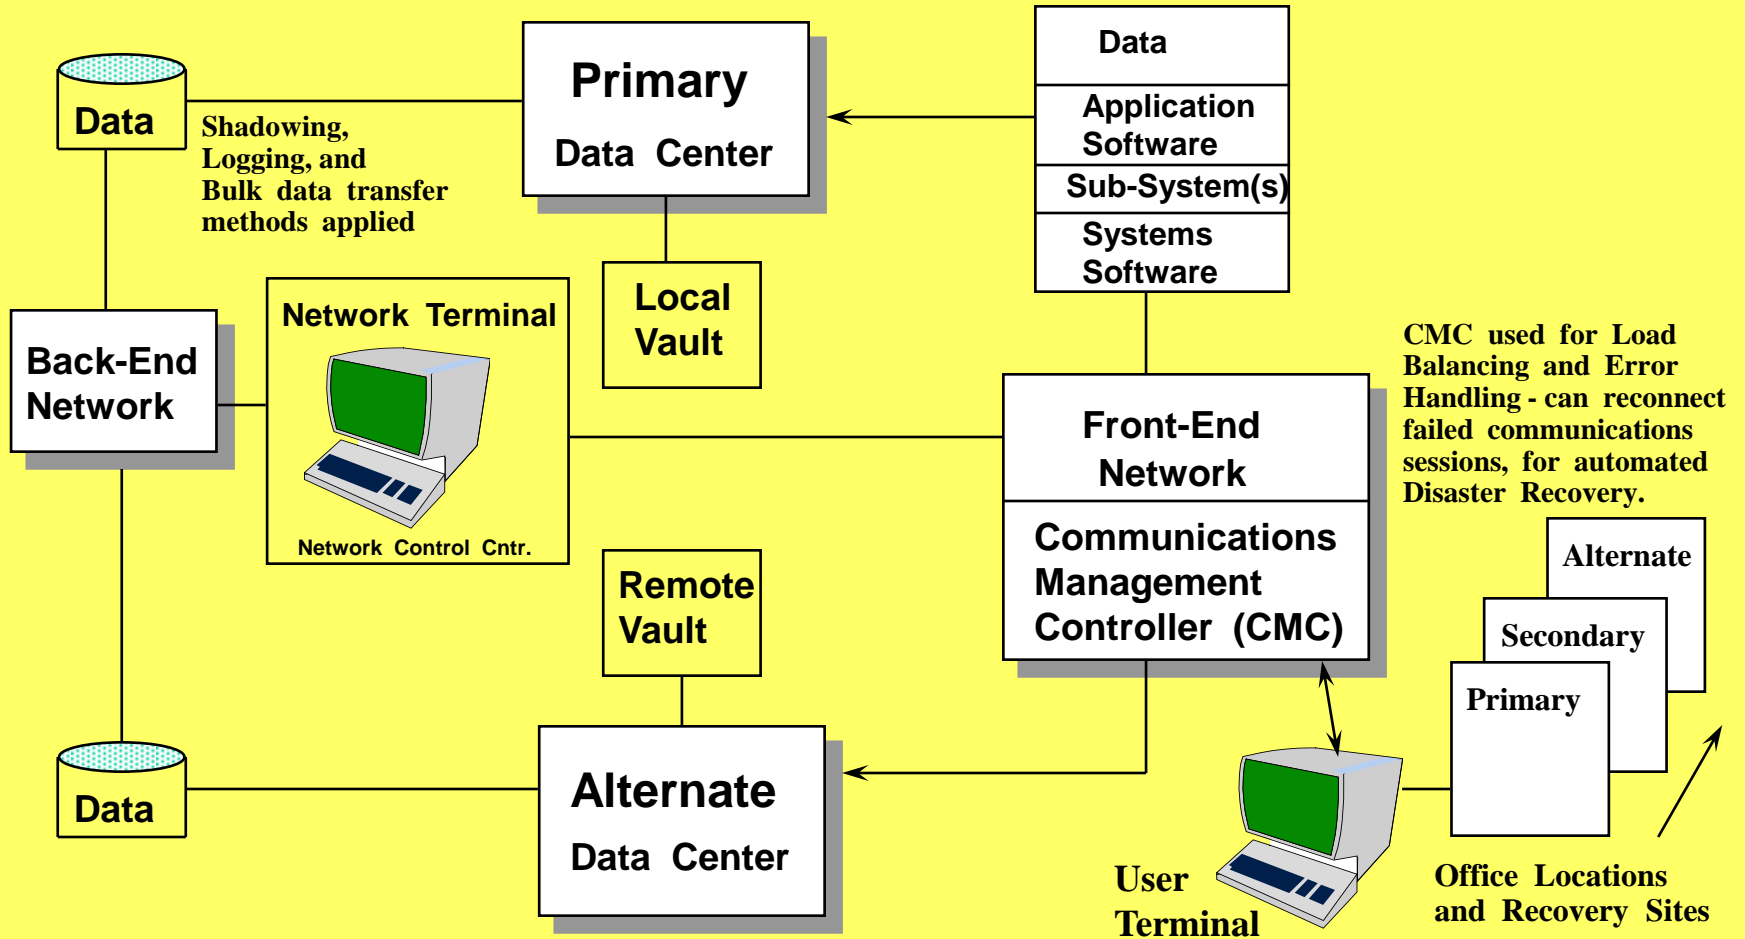 Data
Shadowing,
Logging, and
Bulk data transfer
methods applied
Primary
Data Center
Data
Application
Software
Sub-System(s)
Systems
Software
Local
Vault
Back-End
Network
Network Terminal
Network Control Cntr.
Front-End
Network
Communications
Management
Controller (CMC)
CMC used for Load
Balancing and Error
Handling - can reconnect
failed communications
sessions, for automated
Disaster Recovery.
Remote
Vault
Alternate
Secondary
Primary
Data
Alternate
Data Center
User
Terminal
Office Locations
and Recovery Sites